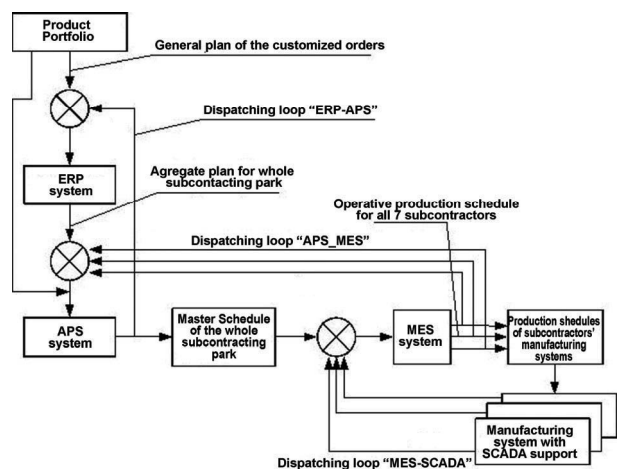 Product
Portfolio
General plan of the customized orders
Dispatching loop "ERP-APS"
ERP
system
Agregate plan for whole
subcontacting park
Operative production schedule
for all 7 subcontractors
Dispatching loop "APS_MES"
APS
system
Master Schedule
of the whole
subcontracting
park
MES
system
Production shedules
of subcontractors'
manufacturing
systems
Manufacturing
system with
SCADA support
Dispatching loop "MES-SCADA"